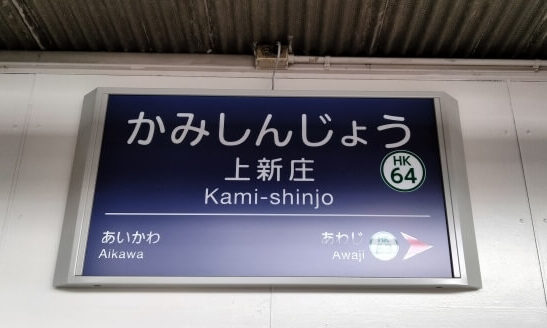 かみしんじょう
上新庄
HK
64
Kami-shinjo
あいかわ
あわじ
Aikawa
Awaji